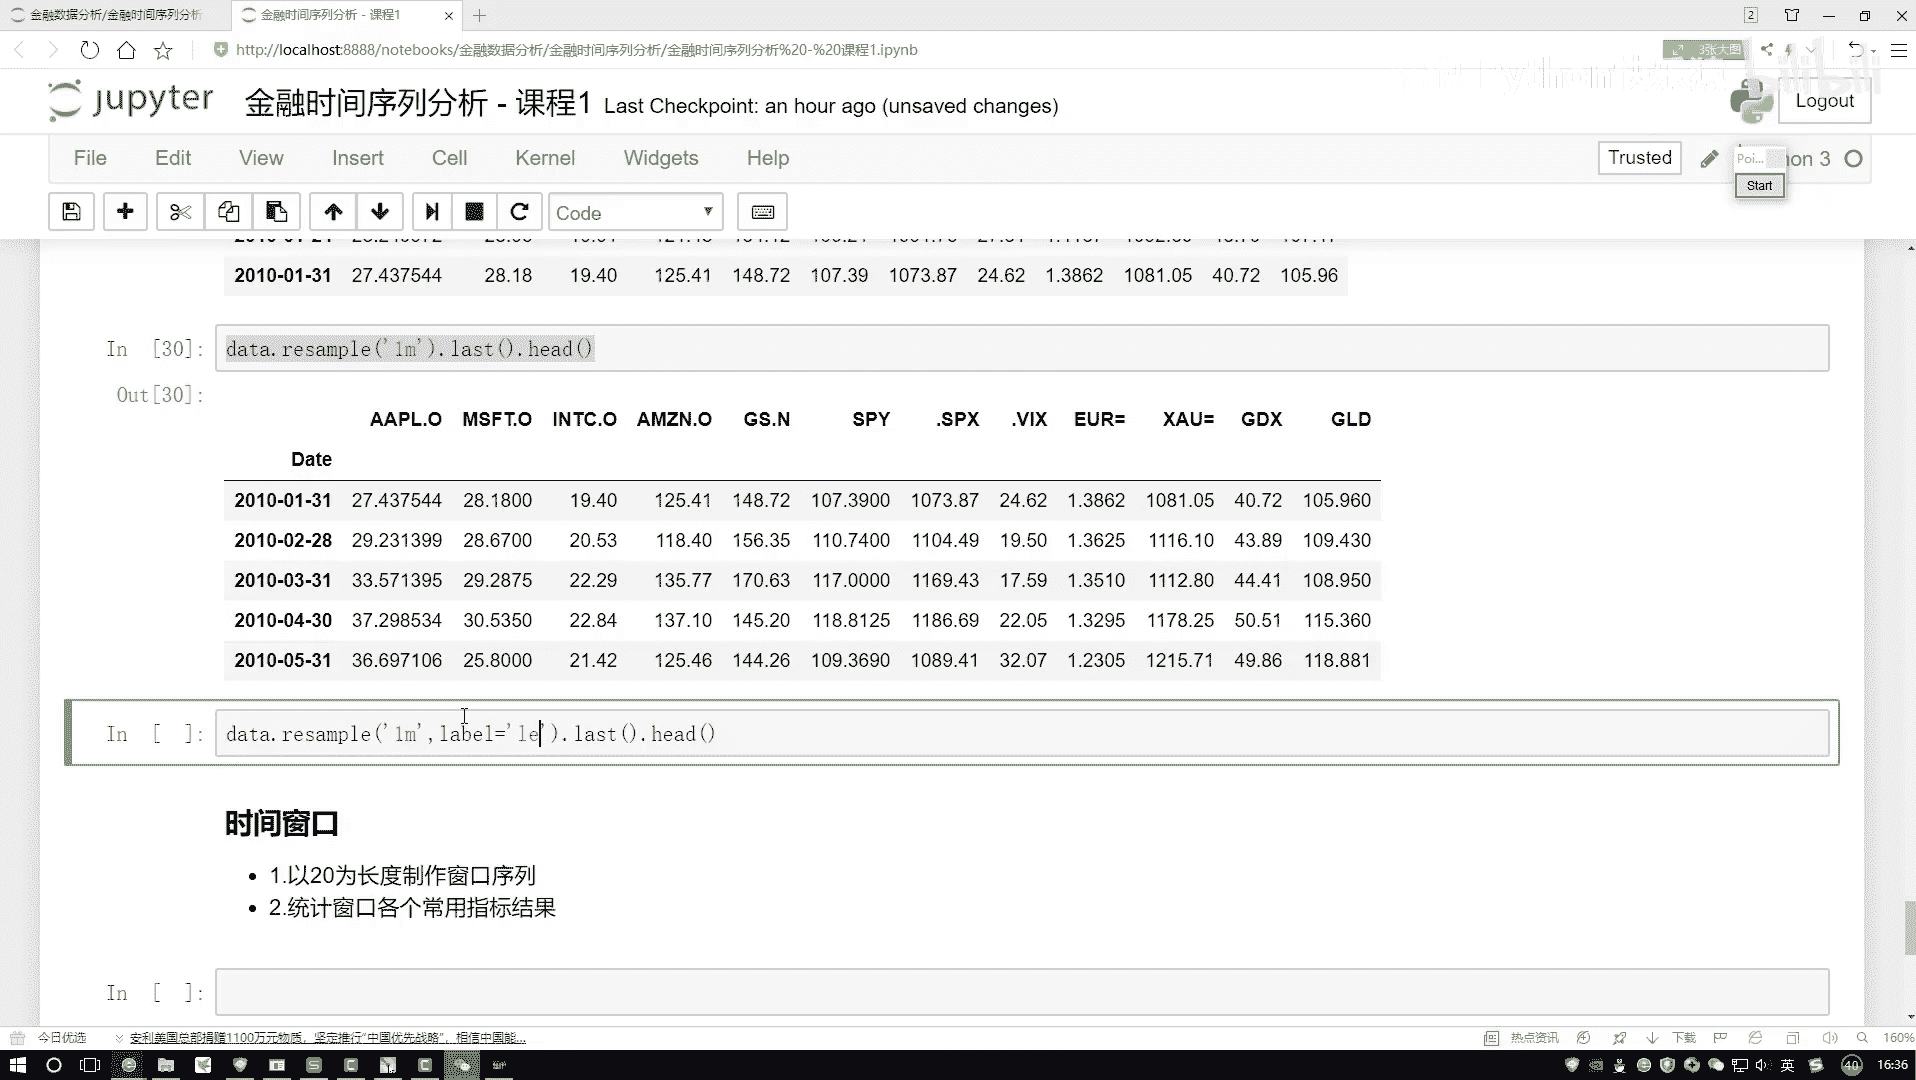 金融数据分析/金融时间序列分析
金融时间序列分析 - 课程1
2
http://localhost:8888/notebooks/金融数据分析/金融时间序列分析/金融时间序列分析%20-%20课程1.ipynb
3张大图
bilibili
jupyter 金融时间序列分析 - 课程1 Last Checkpoint: an hour ago (unsaved changes)
Logout
File Edit View Insert Cell Kernel Widgets Help
Trusted
Poi...
hon 3
Start
Code
2010-01-31 27.437544 28.18 19.40 125.41 148.72 107.39 1073.87 24.62 1.3862 1081.05 40.72 105.96
In [30]: data.resample('1m').last().head()
Out[30]:
AAPL.O MSFT.O INTC.O AMZN.O GS.N SPY .SPX .VIX EUR= XAU= GDX GLD
Date
2010-01-31 27.437544 28.1800 19.40 125.41 148.72 107.3900 1073.87 24.62 1.3862 1081.05 40.72 105.960
2010-02-28 29.231399 28.6700 20.53 118.40 156.35 110.7400 1104.49 19.50 1.3625 1116.10 43.89 109.430
2010-03-31 33.571395 29.2875 22.29 135.77 170.63 117.0000 1169.43 17.59 1.3510 1112.80 44.41 108.950
2010-04-30 37.298534 30.5350 22.84 137.10 145.20 118.8125 1186.69 22.05 1.3295 1178.25 50.51 115.360
2010-05-31 36.697106 25.8000 21.42 125.46 144.26 109.3690 1089.41 32.07 1.2305 1215.71 49.86 118.881
In [ ]: data.resample('1m',label='le').last().head()
时间窗口
• 1.以20为长度制作窗口序列
• 2.统计窗口各个常用指标结果
In [ ]:
今日优选
安利美国总部捐赠1100万元物质，坚定推行“中国优先战略”，相信中国能...
热点资讯
下载
160%
英
40
16:36